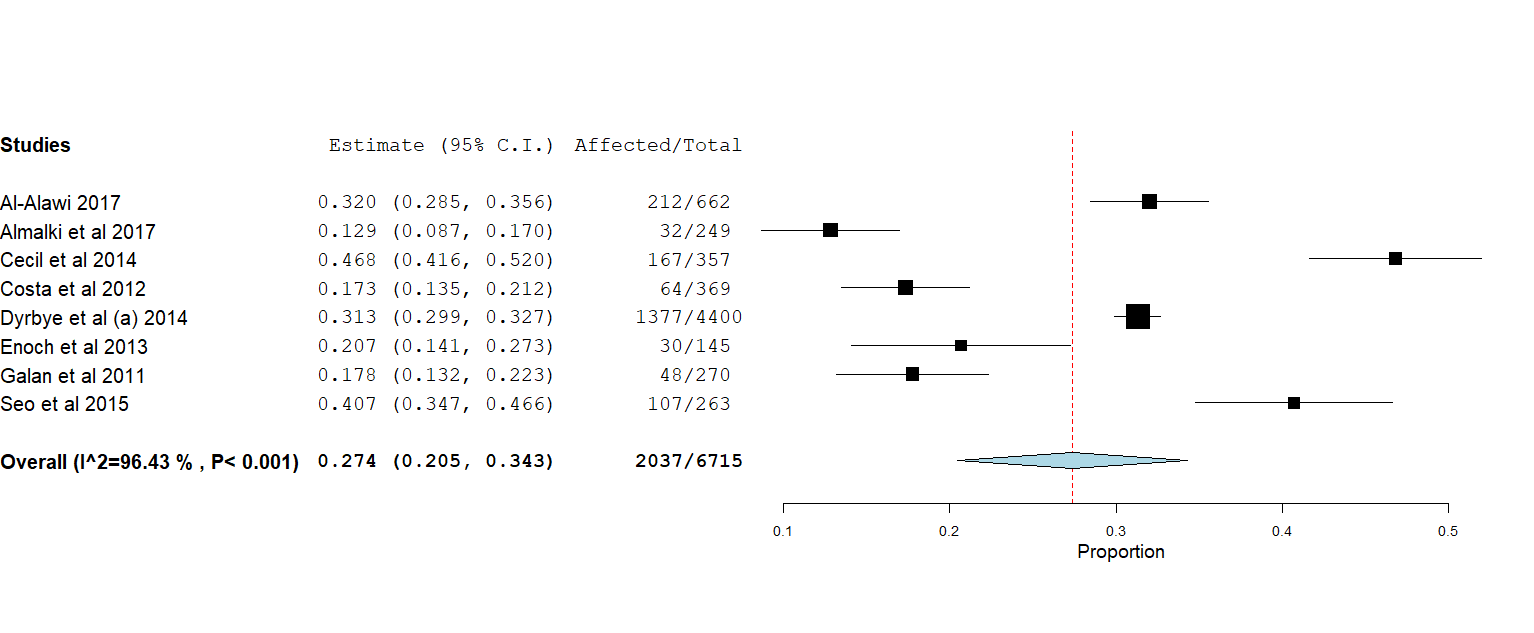 Studies Estimate (95% C.I.) Affected/Total
Al-Alawi 2017 0.320 (0.285, 0.356) 212/662
Almalki et al 2017 0.129 (0.087, 0.170) 32/249
Cecil et al 2014 0.468 (0.416, 0.520) 167/357
Costa et al 2012 0.173 (0.135, 0.212) 64/369
Dyrbye et al (a) 2014 0.313 (0.299, 0.327) 1377/4400
Enoch et al 2013 0.207 (0.141, 0.273) 30/145
Galan et al 2011 0.178 (0.132, 0.223) 48/270
Seo et al 2015 0.407 (0.347, 0.466) 107/263
Overall (I^2=96.43 % , P< 0.001) 0.274 (0.205, 0.343) 2037/6715
0.1 0.2 0.3 0.4 0.5
Proportion